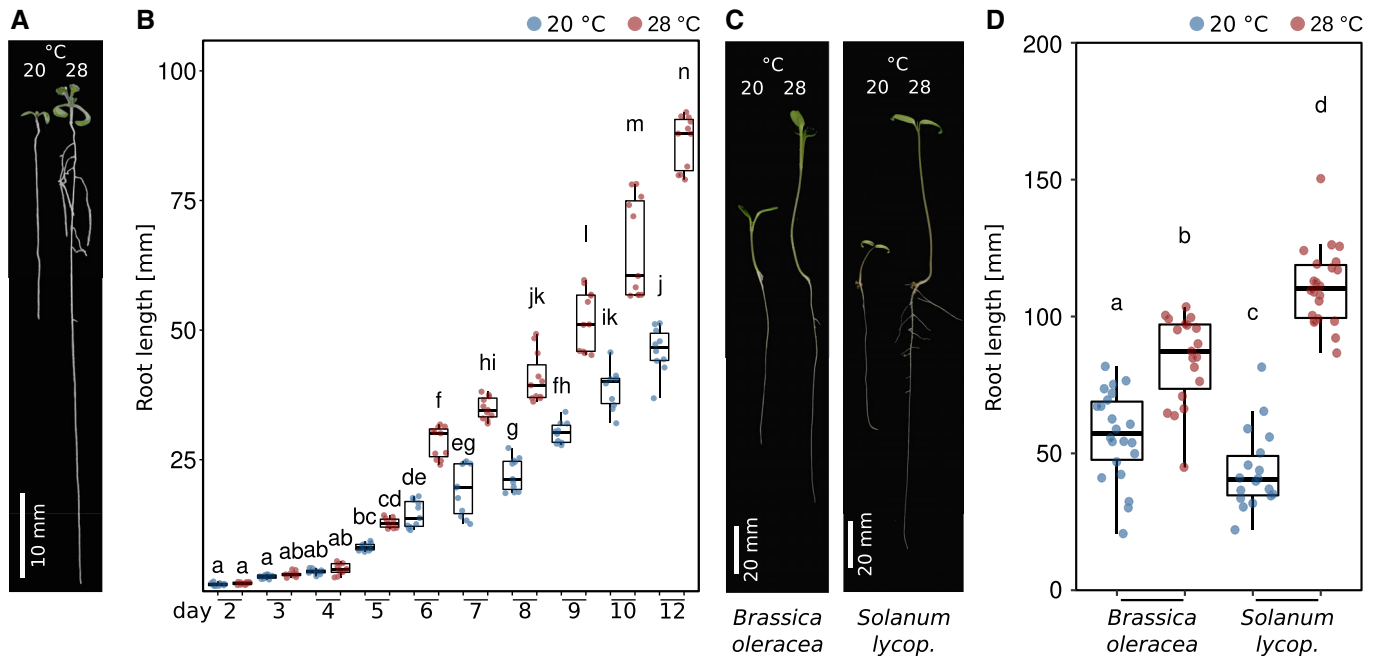 A
°C
20 28
10 mm
B
20 °C 28 °C
Root length [mm]
100
75
50
25
a a a ab ab ab bc cd de f eg hi g jk fh l ik m j n
day 2 3 4 5 6 7 8 9 10 12
C
°C
20 28
20 mm
Brassica
oleracea
°C
20 28
20 mm
Solanum
lycop.
D
20 °C 28 °C
Root length [mm]
200
150
100
50
0
a b c d
Brassica
oleracea
Solanum
lycop.